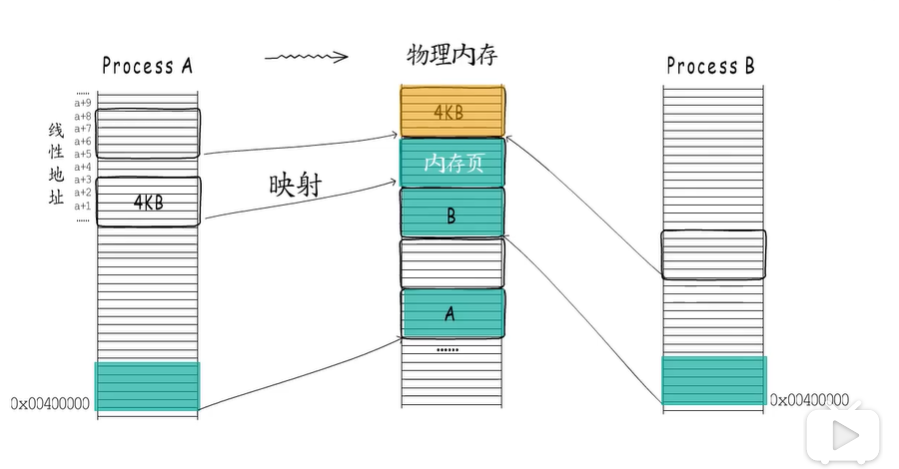 Process A
物理内存
Process B
......
a+9
a+8
a+7
a+6
a+5
a+4
a+3
a+2
a+1
......
线性地址
4KB
映射
4KB
内存页
B
A
......
0x00400000
0x00400000